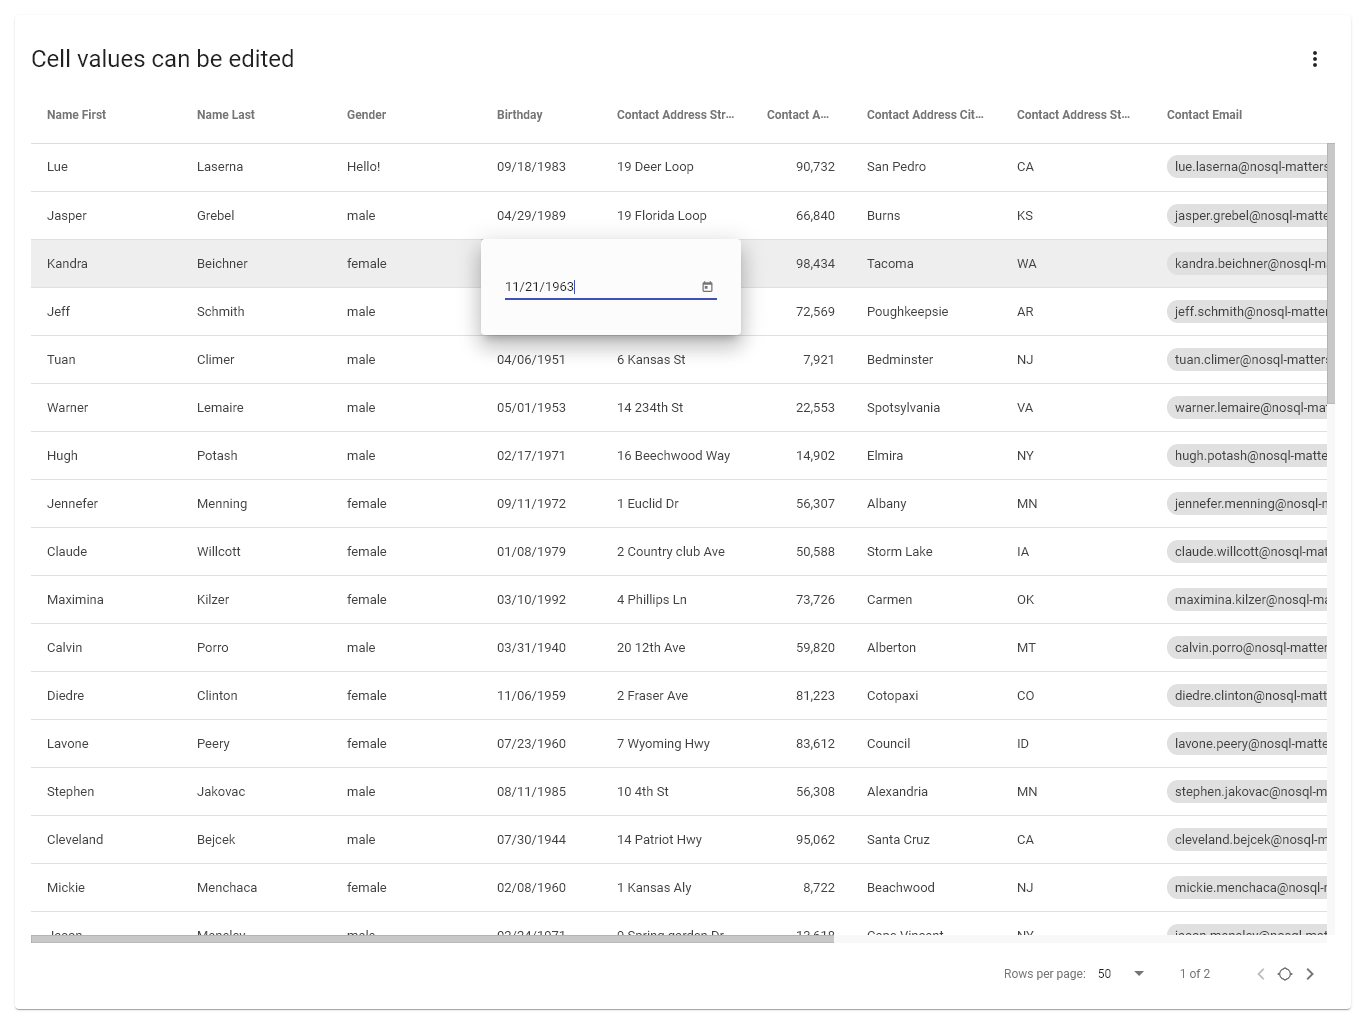 Cell values can be edited
Name First Name Last Gender Birthday Contact Address Str... Contact A... Contact Address Cit... Contact Address St... Contact Email
Lue Laserna Hello! 09/18/1983 19 Deer Loop 90,732 San Pedro CA lue.laserna@nosql-matters
Jasper Grebel male 04/29/1989 19 Florida Loop 66,840 Burns KS jasper.grebel@nosql-matte
Kandra Beichner female 98,434 Tacoma WA kandra.beichner@nosql-m
11/21/1963
Jeff Schmith male 72,569 Poughkeepsie AR jeff.schmith@nosql-matter
Tuan Climer male 04/06/1951 6 Kansas St 7,921 Bedminster NJ tuan.climer@nosql-matters
Warner Lemaire male 05/01/1953 14 234th St 22,553 Spotsylvania VA warner.lemaire@nosql-mat
Hugh Potash male 02/17/1971 16 Beechwood Way 14,902 Elmira NY hugh.potash@nosql-matte
Jennefer Menning female 09/11/1972 1 Euclid Dr 56,307 Albany MN jennefer.menning@nosql-m
Claude Willcott female 01/08/1979 2 Country club Ave 50,588 Storm Lake IA claude.willcott@nosql-mat
Maximina Kilzer female 03/10/1992 4 Phillips Ln 73,726 Carmen OK maximina.kilzer@nosql-ma
Calvin Porro male 03/31/1940 20 12th Ave 59,820 Alberton MT calvin.porro@nosql-matter
Diedre Clinton female 11/06/1959 2 Fraser Ave 81,223 Cotopaxi CO diedre.clinton@nosql-matt
Lavone Peery female 07/23/1960 7 Wyoming Hwy 83,612 Council ID lavone.peery@nosql-matte
Stephen Jakovac male 08/11/1985 10 4th St 56,308 Alexandria MN stephen.jakovac@nosql-m
Cleveland Bejcek male 07/30/1944 14 Patriot Hwy 95,062 Santa Cruz CA cleveland.bejcek@nosql-m
Mickie Menchaca female 02/08/1960 1 Kansas Aly 8,722 Beachwood NJ mickie.menchaca@nosql-r
Rows per page: 50 1 of 2